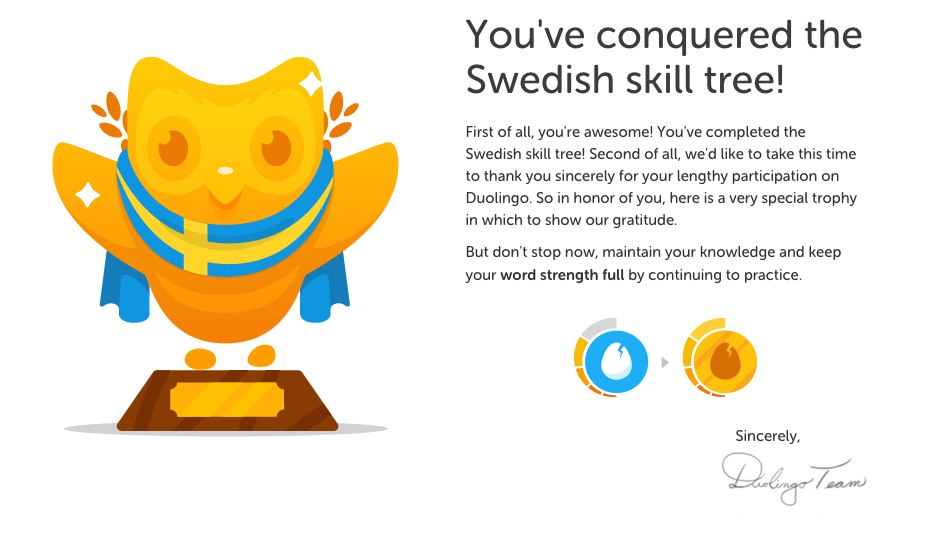 You've conquered the
Swedish skill tree!
First of all, you're awesome! You've completed the
Swedish skill tree! Second of all, we'd like to take this time
to thank you sincerely for your lengthy participation on
Duolingo. So in honor of you, here is a very special trophy
in which to show our gratitude.
But don't stop now, maintain your knowledge and keep
your word strength full by continuing to practice.
Sincerely,
Duolingo Team